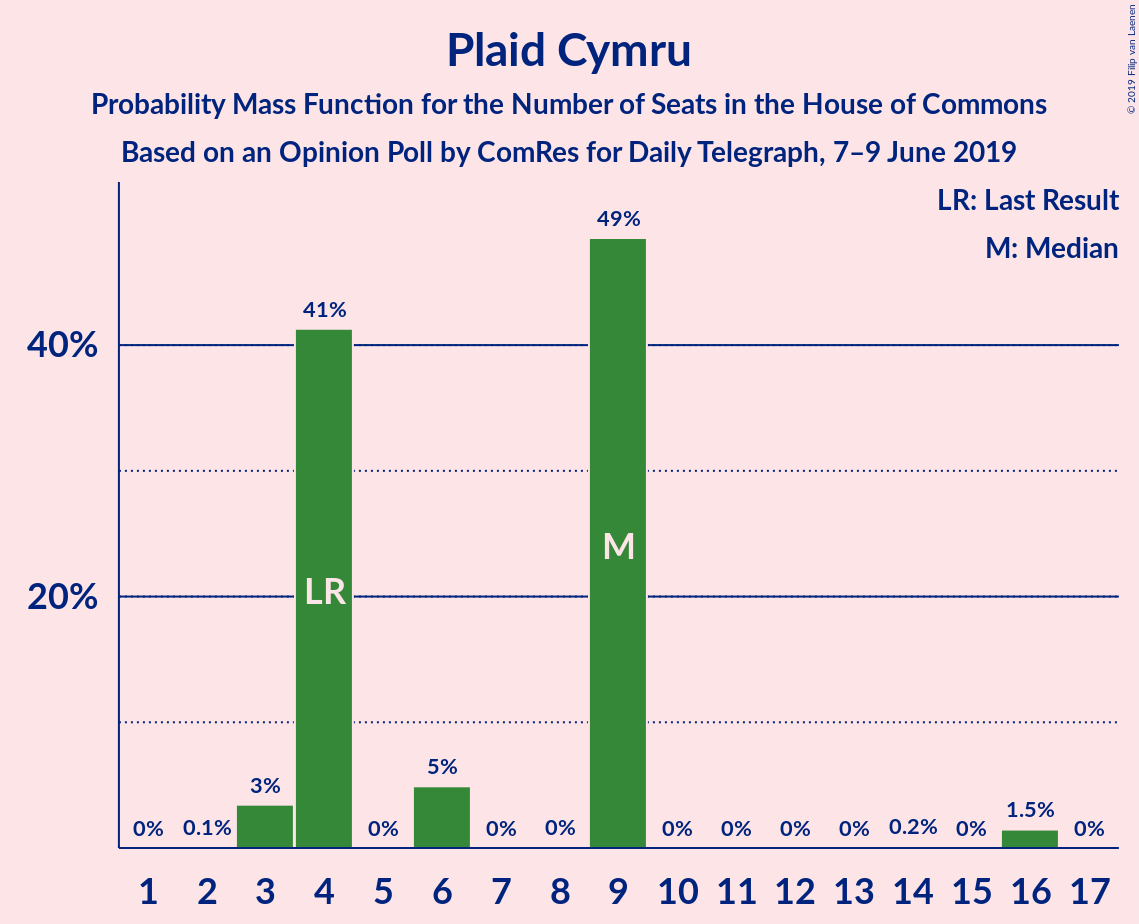 Plaid Cymru
Probability Mass Function for the Number of Seats in the House of Commons
Based on an Opinion Poll by ComRes for Daily Telegraph, 7–9 June 2019
© 2019 Filip van Laenen
LR: Last Result
M: Median
40%
20%
0% 0.1% 3% 41% 0% 5% 0% 0% 49% 0% 0% 0% 0% 0.2% 0% 1.5% 0%
LR
M
1 2 3 4 5 6 7 8 9 10 11 12 13 14 15 16 17